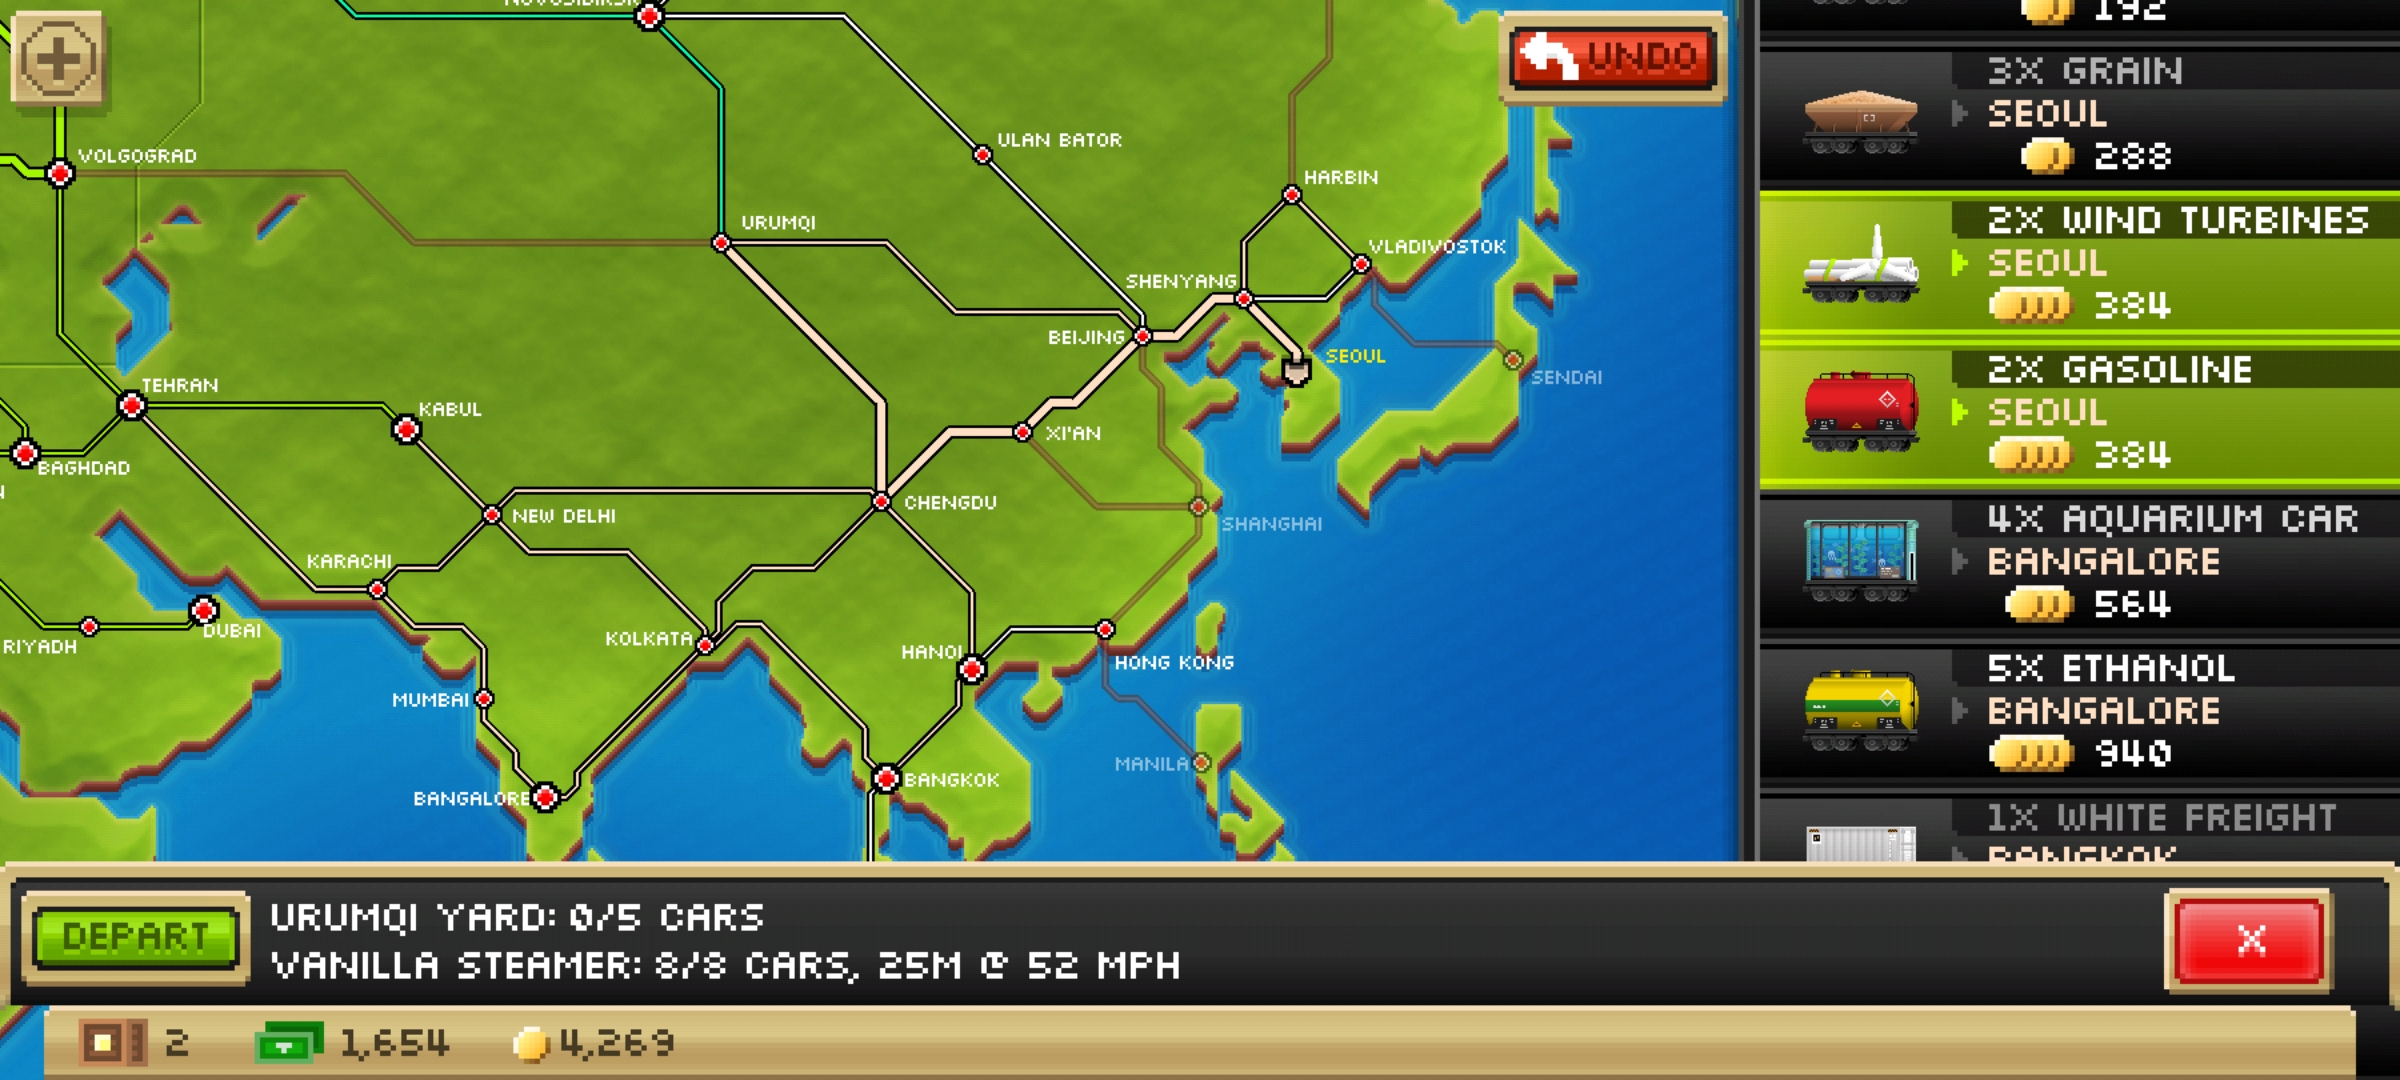 NOVOSIBIRSK
UNDO
ULAN BATOR
VOLGOGRAD
HARBIN
URUMQI
VLADIVOSTOK
SHENYANG
BEIJING
SEOUL
SENDAI
TEHRAN
KABUL
XI'AN
BAGHDAD
CHENGDU
NEW DELHI
SHANGHAI
KARACHI
DUBAI
RIYADH
KOLKATA
HANOI
HONG KONG
MUMBAI
MANILA
BANGALORE
BANGKOK
192
3X GRAIN
SEOUL
288
2X WIND TURBINES
SEOUL
384
2X GASOLINE
SEOUL
384
4X AQUARIUM CAR
BANGALORE
564
5X ETHANOL
BANGALORE
940
1X WHITE FREIGHT
BANGKOK
DEPART
URUMQI YARD: 0/5 CARS
VANILLA STEAMER: 8/8 CARS, 25M @ 52 MPH
X
2
1,654
4,269